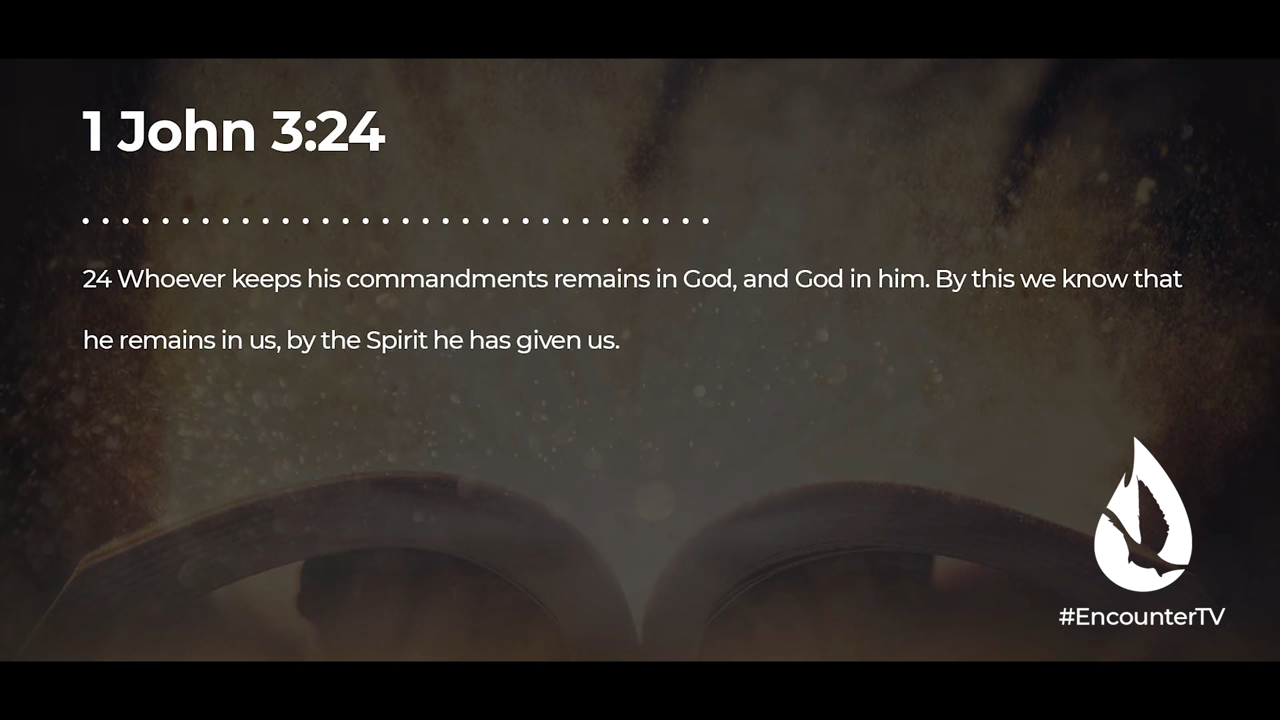 1 John 3:24
24 Whoever keeps his commandments remains in God, and God in him. By this we know that
he remains in us, by the Spirit he has given us.
#EncounterTV